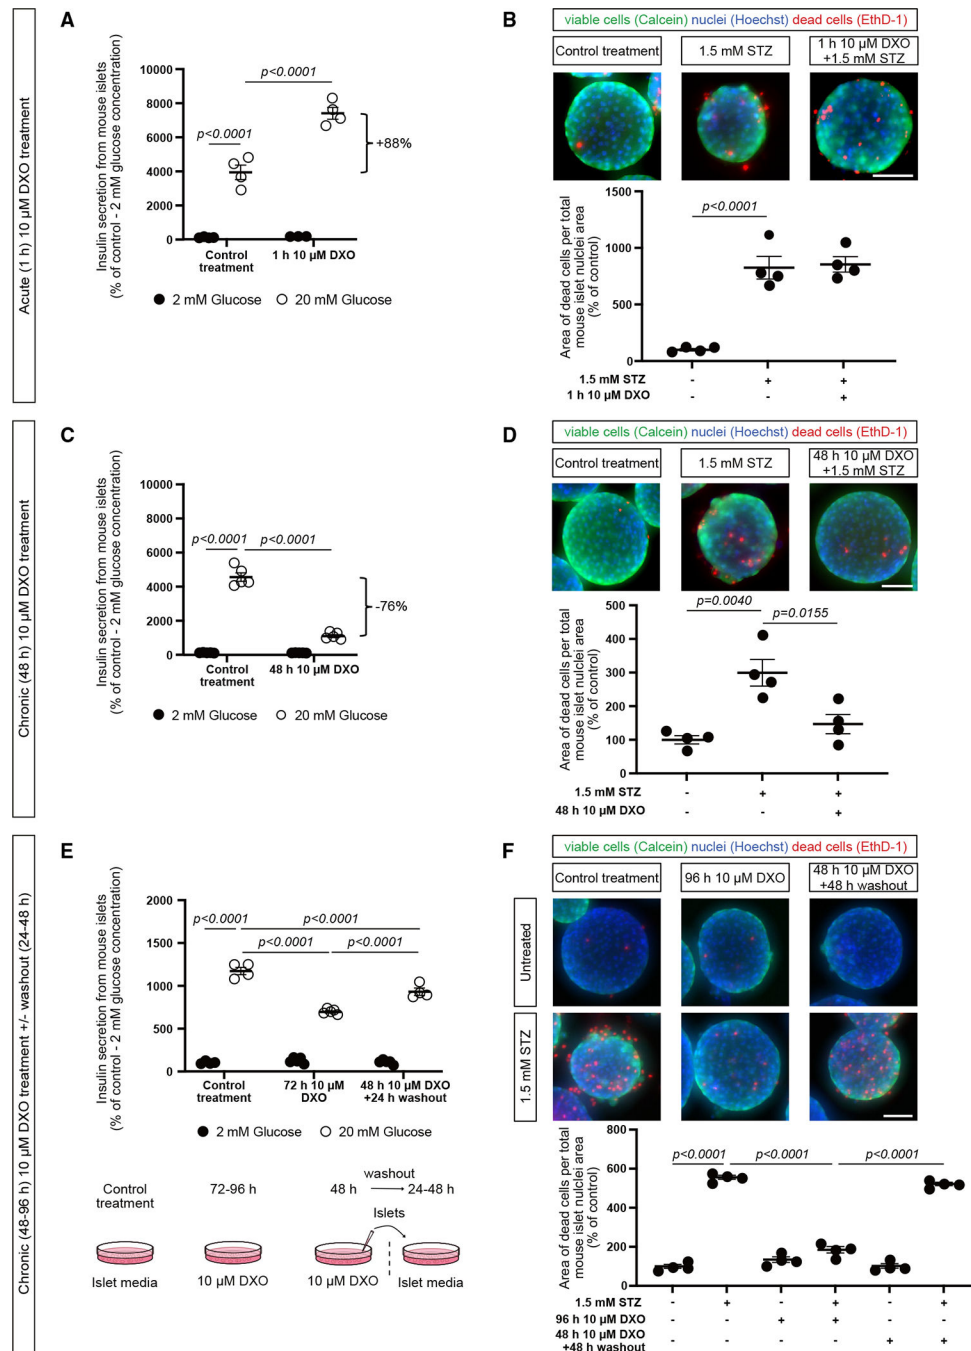 Acute (1 h) 10 µM DXO treatment
A
Insulin secretion from mouse islets
(% of control - 2 mM glucose concentration)
10000
8000
6000
4000
2000
0
p<0.0001
p<0.0001
+88%
Control
treatment
1 h 10 µM DXO
2 mM Glucose
20 mM Glucose
B
viable cells (Calcein) nuclei (Hoechst) dead cells (EthD-1)
Control treatment
1.5 mM STZ
1 h 10 µM DXO
+1.5 mM STZ
Area of dead cells per total
mouse islet nulclei area
(% of control)
1500
1000
500
0
p<0.0001
1.5 mM STZ - + +
1 h 10 µM DXO - - +
Chronic (48 h) 10 µM DXO treatment
C
Insulin secretion from mouse islets
(% of control - 2 mM glucose concentration)
10000
8000
6000
4000
2000
0
p<0.0001
p<0.0001
-76%
Control
treatment
48 h 10 µM DXO
2 mM Glucose
20 mM Glucose
D
viable cells (Calcein) nuclei (Hoechst) dead cells (EthD-1)
Control treatment
1.5 mM STZ
48 h 10 µM DXO
+1.5 mM STZ
Area of dead cells per total
mouse islet nulclei area
(% of control)
500
400
300
200
100
0
p=0.0040
p=0.0155
1.5 mM STZ - + +
48 h 10 µM DXO - - +
Chronic (48-96 h) 10 µM DXO treatment +/- washout (24-48 h)
E
Insulin secretion from mouse islets
(% of control - 2 mM glucose concentration)
2000
1500
1000
500
0
p<0.0001
p<0.0001
p<0.0001
p<0.0001
Control
treatment
72 h 10 µM
DXO
48 h 10 µM DXO
+24 h washout
2 mM Glucose
20 mM Glucose
Control
treatment
72-96 h
48 h
washout
24-48 h
Islets
Islet media
10 µM DXO
10 µM DXO
Islet media
F
viable cells (Calcein) nuclei (Hoechst) dead cells (EthD-1)
Control treatment
96 h 10 µM DXO
48 h 10 µM DXO
+48 h washout
Untreated
1.5 mM STZ
Area of dead cells per total
mouse islet nulclei area
(% of control)
800
600
400
200
0
p<0.0001
p<0.0001
p<0.0001
1.5 mM STZ - + - + - +
96 h 10 µM DXO - - + + - -
48 h 10 µM DXO
+48 h washout - - - - + +